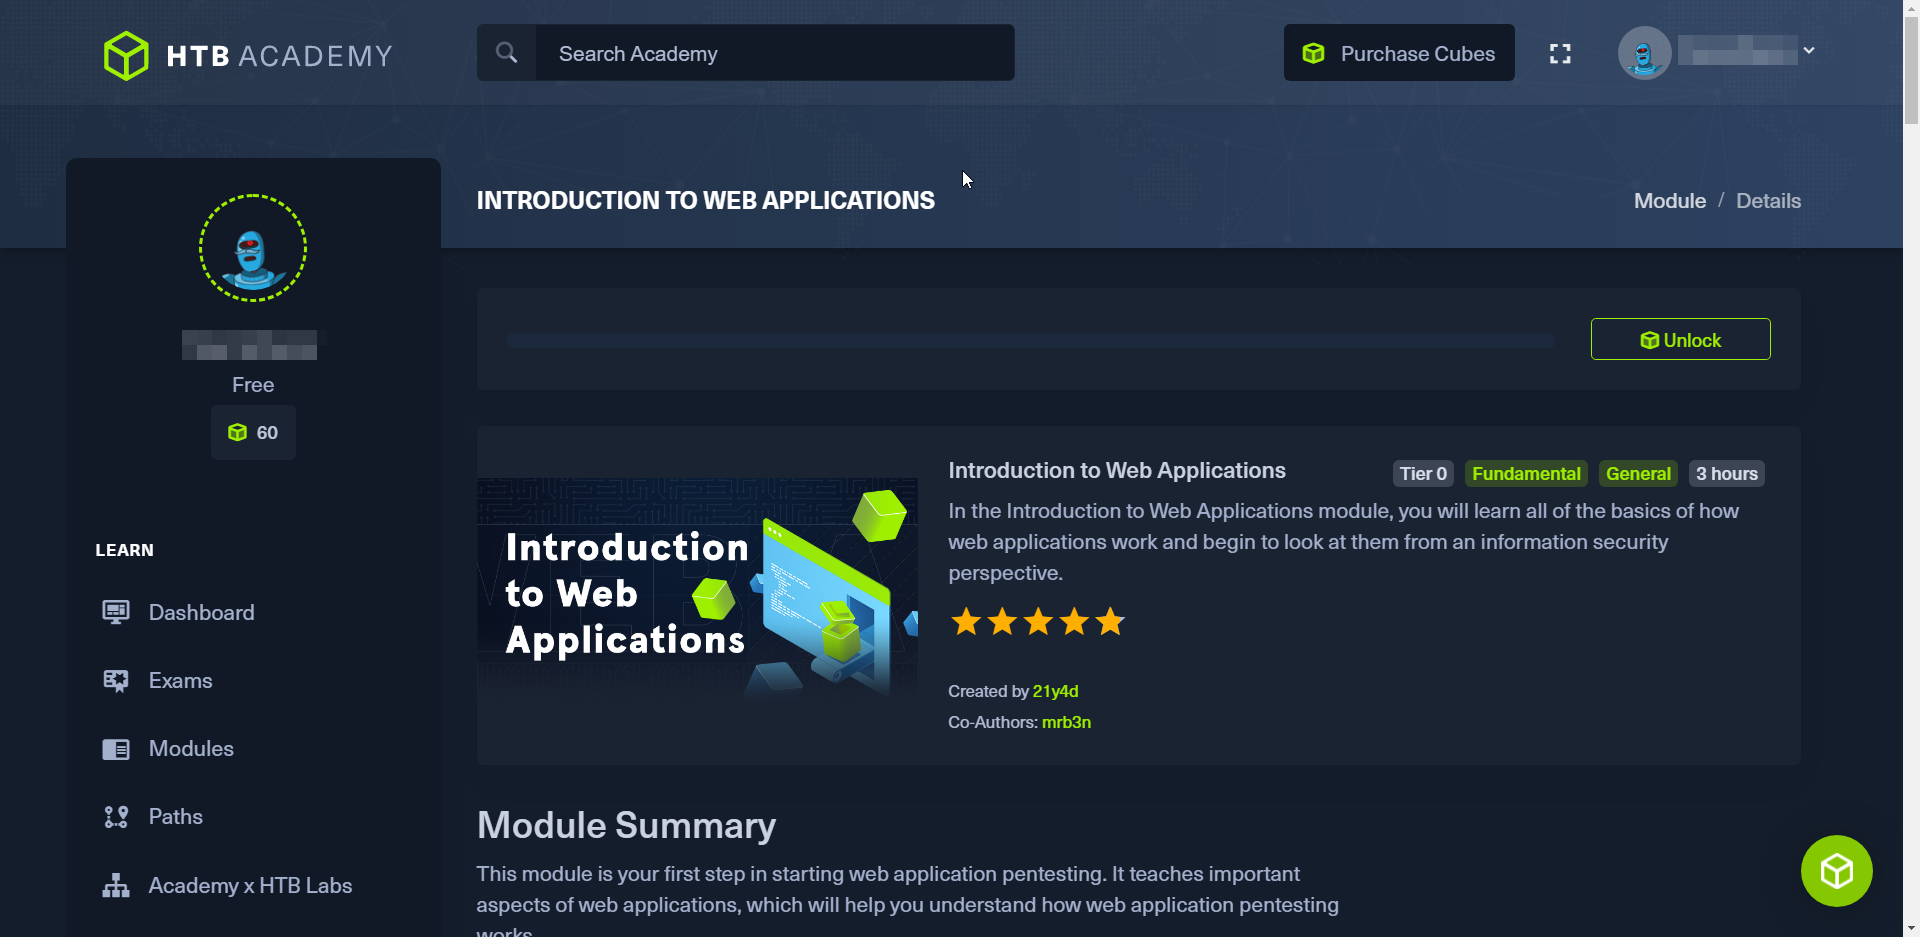 HTB ACADEMY
Search Academy
Purchase Cubes
INTRODUCTION TO WEB APPLICATIONS
Module / Details
Free
60
Unlock
Introduction
to Web
Applications
Introduction to Web Applications
Tier 0 Fundamental General 3 hours
In the Introduction to Web Applications module, you will learn all of the basics of how
web applications work and begin to look at them from an information security
perspective.
Created by 21y4d
Co-Authors: mrb3n
LEARN
Dashboard
Exams
Modules
Paths
Academy x HTB Labs
Module Summary
This module is your first step in starting web application pentesting. It teaches important
aspects of web applications, which will help you understand how web application pentesting
works.